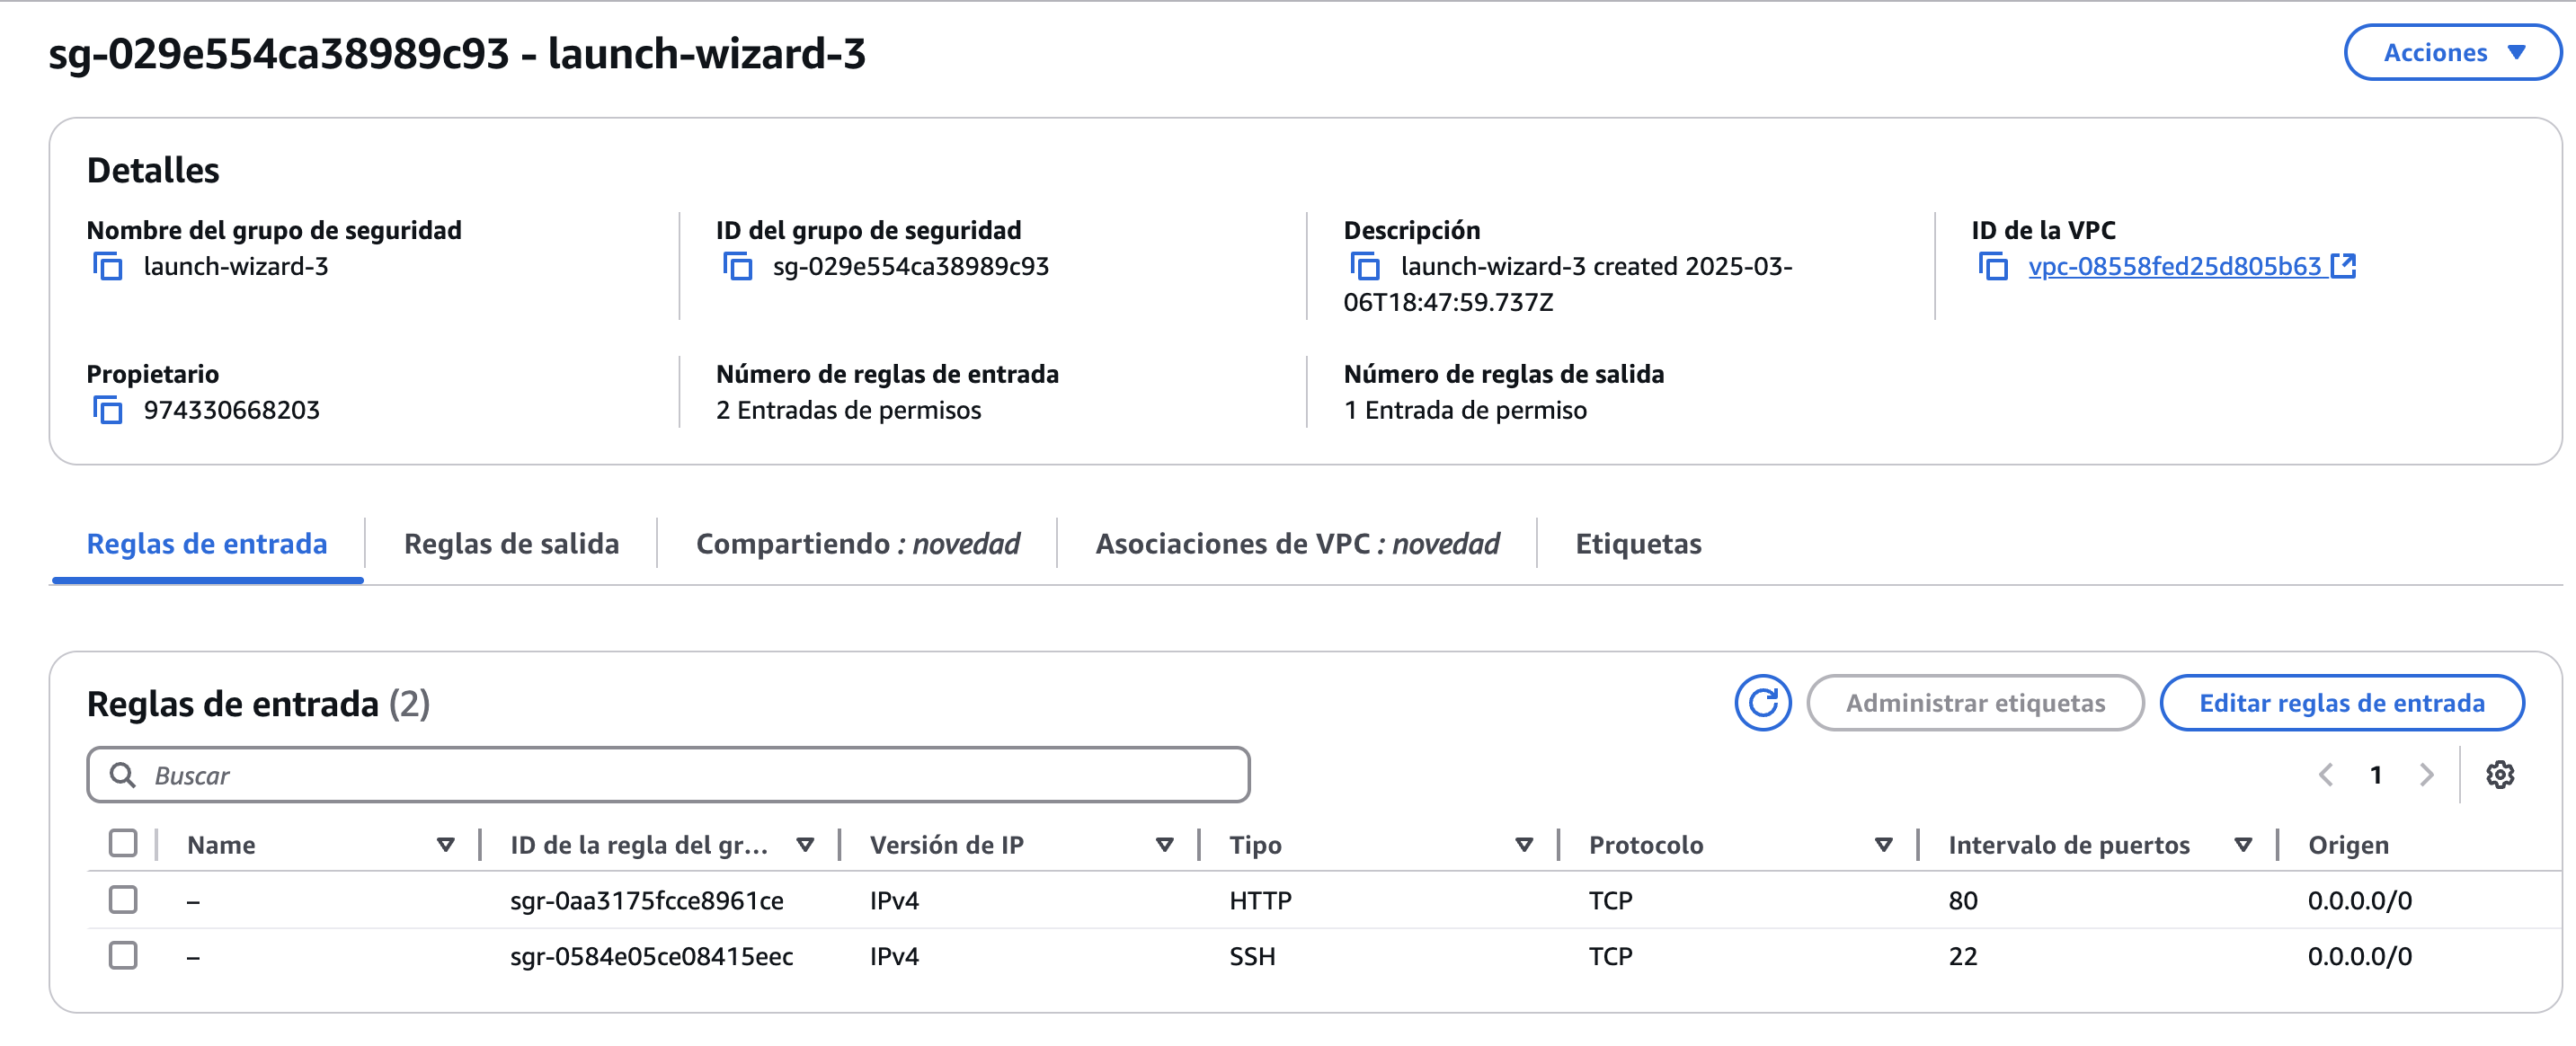 sg-029e554ca38989c93 - launch-wizard-3
Acciones
Detalles
Nombre del grupo de seguridad
launch-wizard-3
ID del grupo de seguridad
sg-029e554ca38989c93
Descripción
launch-wizard-3 created 2025-03-
06T18:47:59.737Z
ID de la VPC
vpc-08558fed25d805b63
Propietario
974330668203
Número de reglas de entrada
2 Entradas de permisos
Número de reglas de salida
1 Entrada de permiso
Reglas de entrada
Reglas de salida
Compartiendo : novedad
Asociaciones de VPC : novedad
Etiquetas
Reglas de entrada (2)
Administrar etiquetas
Editar reglas de entrada
Buscar
1
Name ID de la regla del gr... Versión de IP Tipo Protocolo Intervalo de puertos Origen
– sgr-0aa3175fcce8961ce IPv4 HTTP TCP 80 0.0.0.0/0
– sgr-0584e05ce08415eec IPv4 SSH TCP 22 0.0.0.0/0